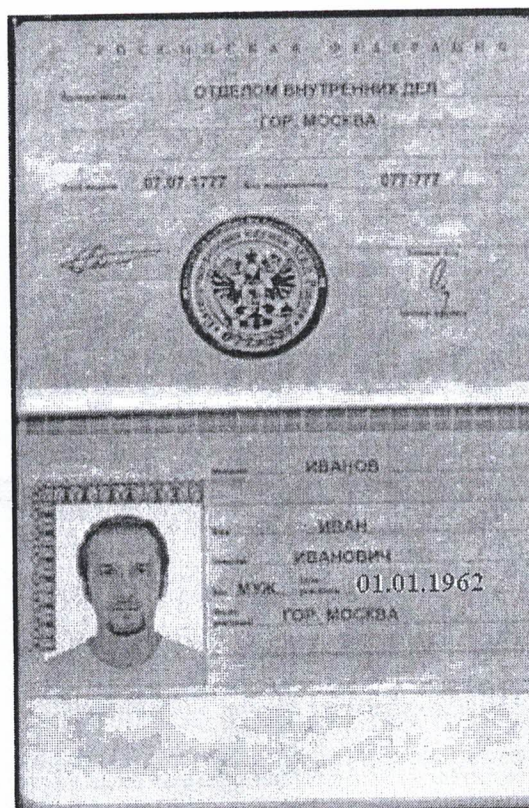 РОССИЙСКАЯ ФЕДЕРАЦИЯ
ОТДЕЛОМ ВНУТРЕННИХ ДЕЛ
ГОР. МОСКВА
07.07.1777 077-777
ИВАНОВ
ИВАН
ИВАНОВИЧ
МУЖ. 01.01.1962
ГОР. МОСКВА